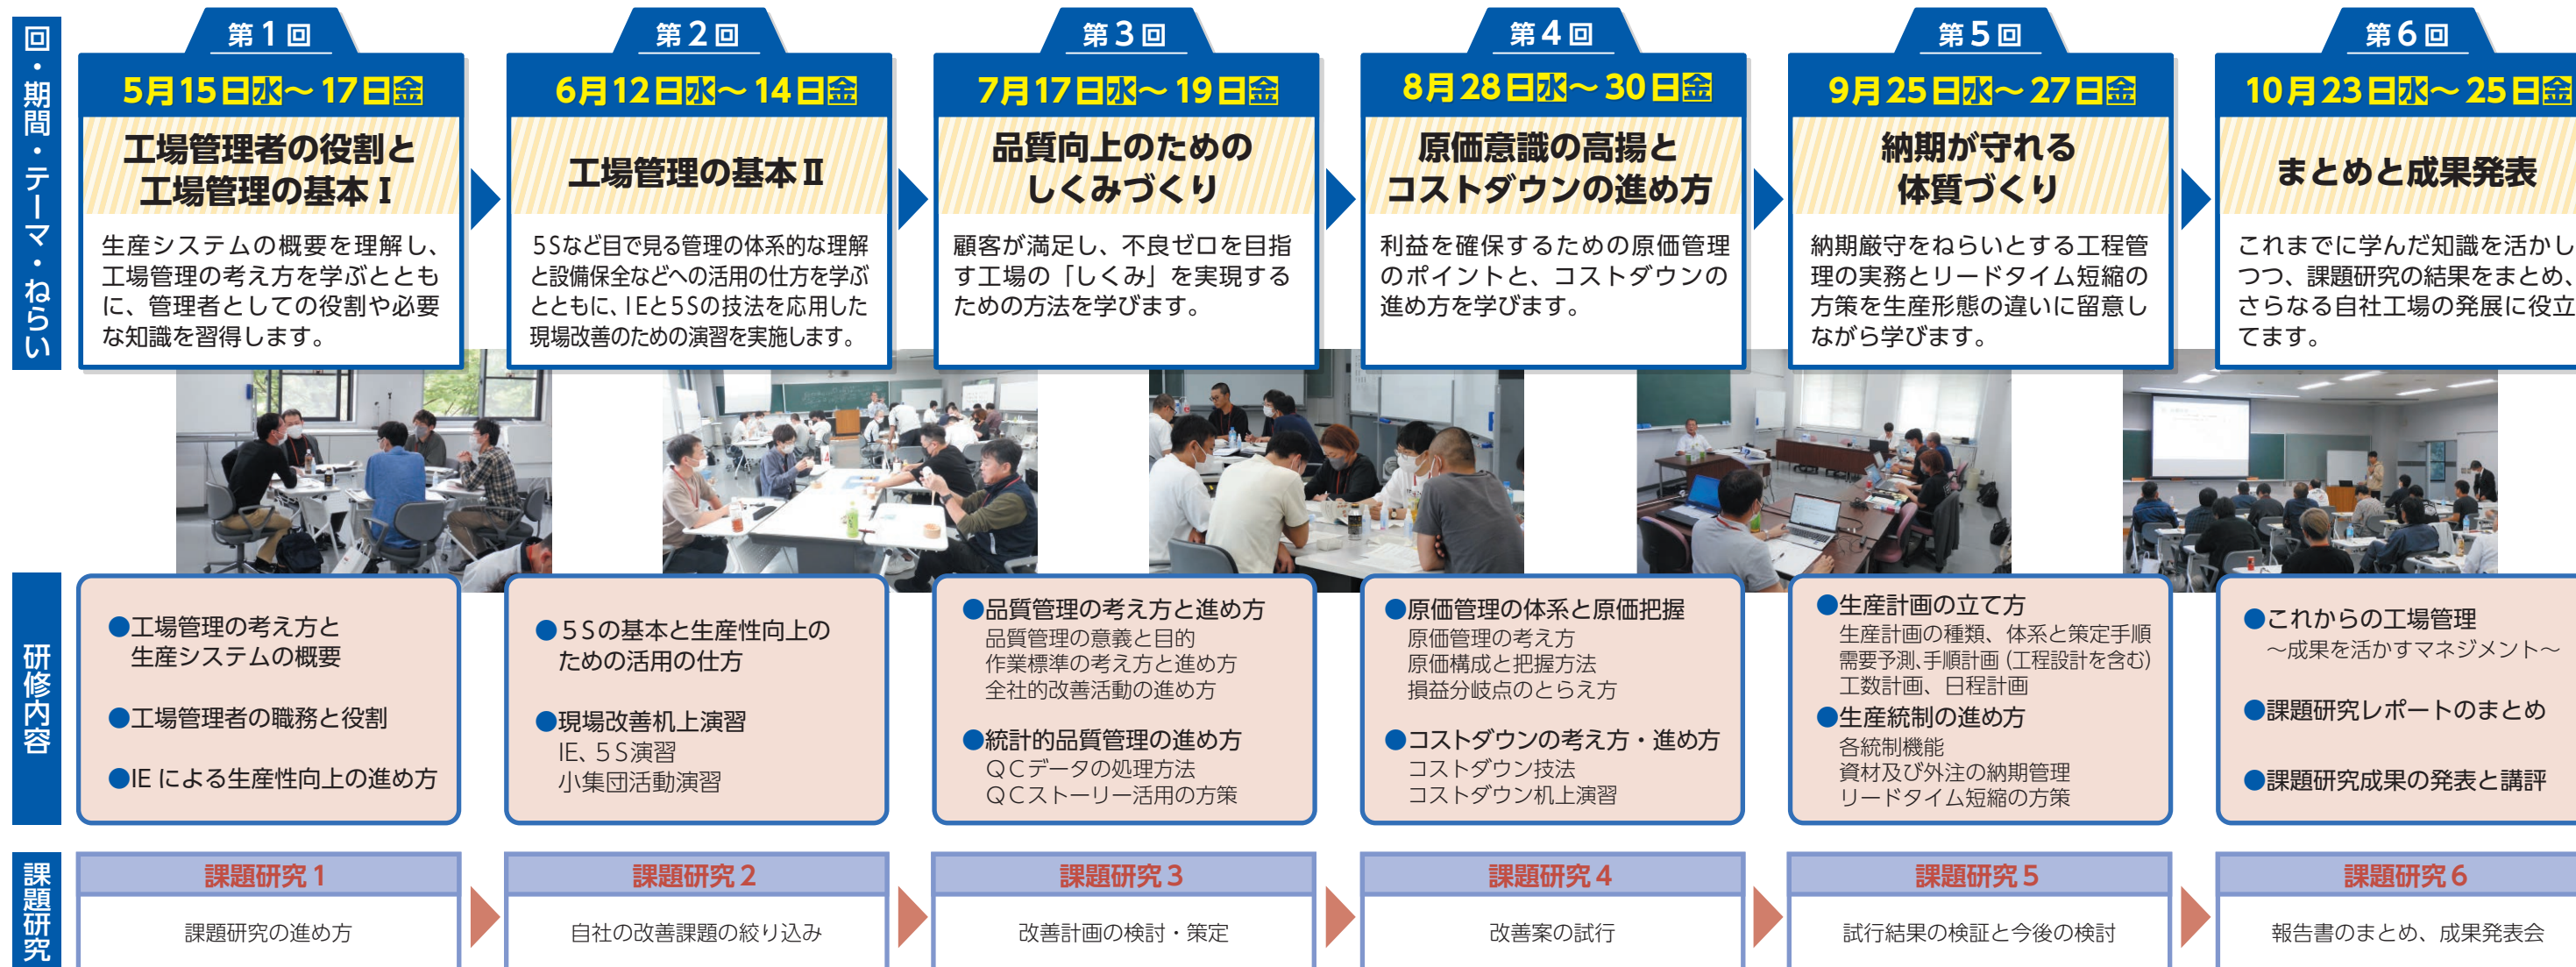 回・期間・テーマ・ねらい
第1回
5月15日水～17日金
工場管理者の役割と
工場管理の基本Ⅰ
生産システムの概要を理解し、
工場管理の考え方を学ぶととも
に、管理者としての役割や必要
な知識を習得します。
第2回
6月12日水～14日金
工場管理の基本Ⅱ
5Sなど目で見る管理の体系的な理解
と設備保全などへの活用の仕方を学ぶ
とともに、IEと5Sの技法を応用した
現場改善のための演習を実施します。
第3回
7月17日水～19日金
品質向上のための
しくみづくり
顧客が満足し、不良ゼロを目指
す工場の「しくみ」を実現する
ための方法を学びます。
第4回
8月28日水～30日金
原価意識の高揚と
コストダウンの進め方
利益を確保するための原価管理
のポイントと、コストダウンの
進め方を学びます。
第5回
9月25日水～27日金
納期が守れる
体質づくり
納期厳守をねらいとする工程管
理の実務とリードタイム短縮の
方策を生産形態の違いに留意し
ながら学びます。
第6回
10月23日水～25日金
まとめと成果発表
これまでに学んだ知識を活かし
つつ、課題研究の結果をまとめ、
さらなる自社工場の発展に役立
てます。
研修内容
●工場管理の考え方と
生産システムの概要
●工場管理者の職務と役割
●IEによる生産性向上の進め方
●5Sの基本と生産性向上の
ための活用の仕方
●現場改善机上演習
IE、5S演習
小集団活動演習
●品質管理の考え方と進め方
品質管理の意義と目的
作業標準の考え方と進め方
全社的改善活動の進め方
●統計的品質管理の進め方
QCデータの処理方法
QCストーリー活用の方策
●原価管理の体系と原価把握
原価管理の考え方
原価構成と把握方法
損益分岐点のとらえ方
●コストダウンの考え方・進め方
コストダウン技法
コストダウン机上演習
●生産計画の立て方
生産計画の種類、体系と策定手順
需要予測、手順計画(工程設計を含む)
工数計画、日程計画
●生産統制の進め方
各統制機能
資材及び外注の納期管理
リードタイム短縮の方策
●これからの工場管理
～成果を活かすマネジメント～
●課題研究レポートのまとめ
●課題研究成果の発表と講評
課題研究
課題研究1
課題研究の進め方
課題研究2
自社の改善課題の絞り込み
課題研究3
改善計画の検討・策定
課題研究4
改善案の試行
課題研究5
試行結果の検証と今後の検討
課題研究6
報告書のまとめ、成果発表会